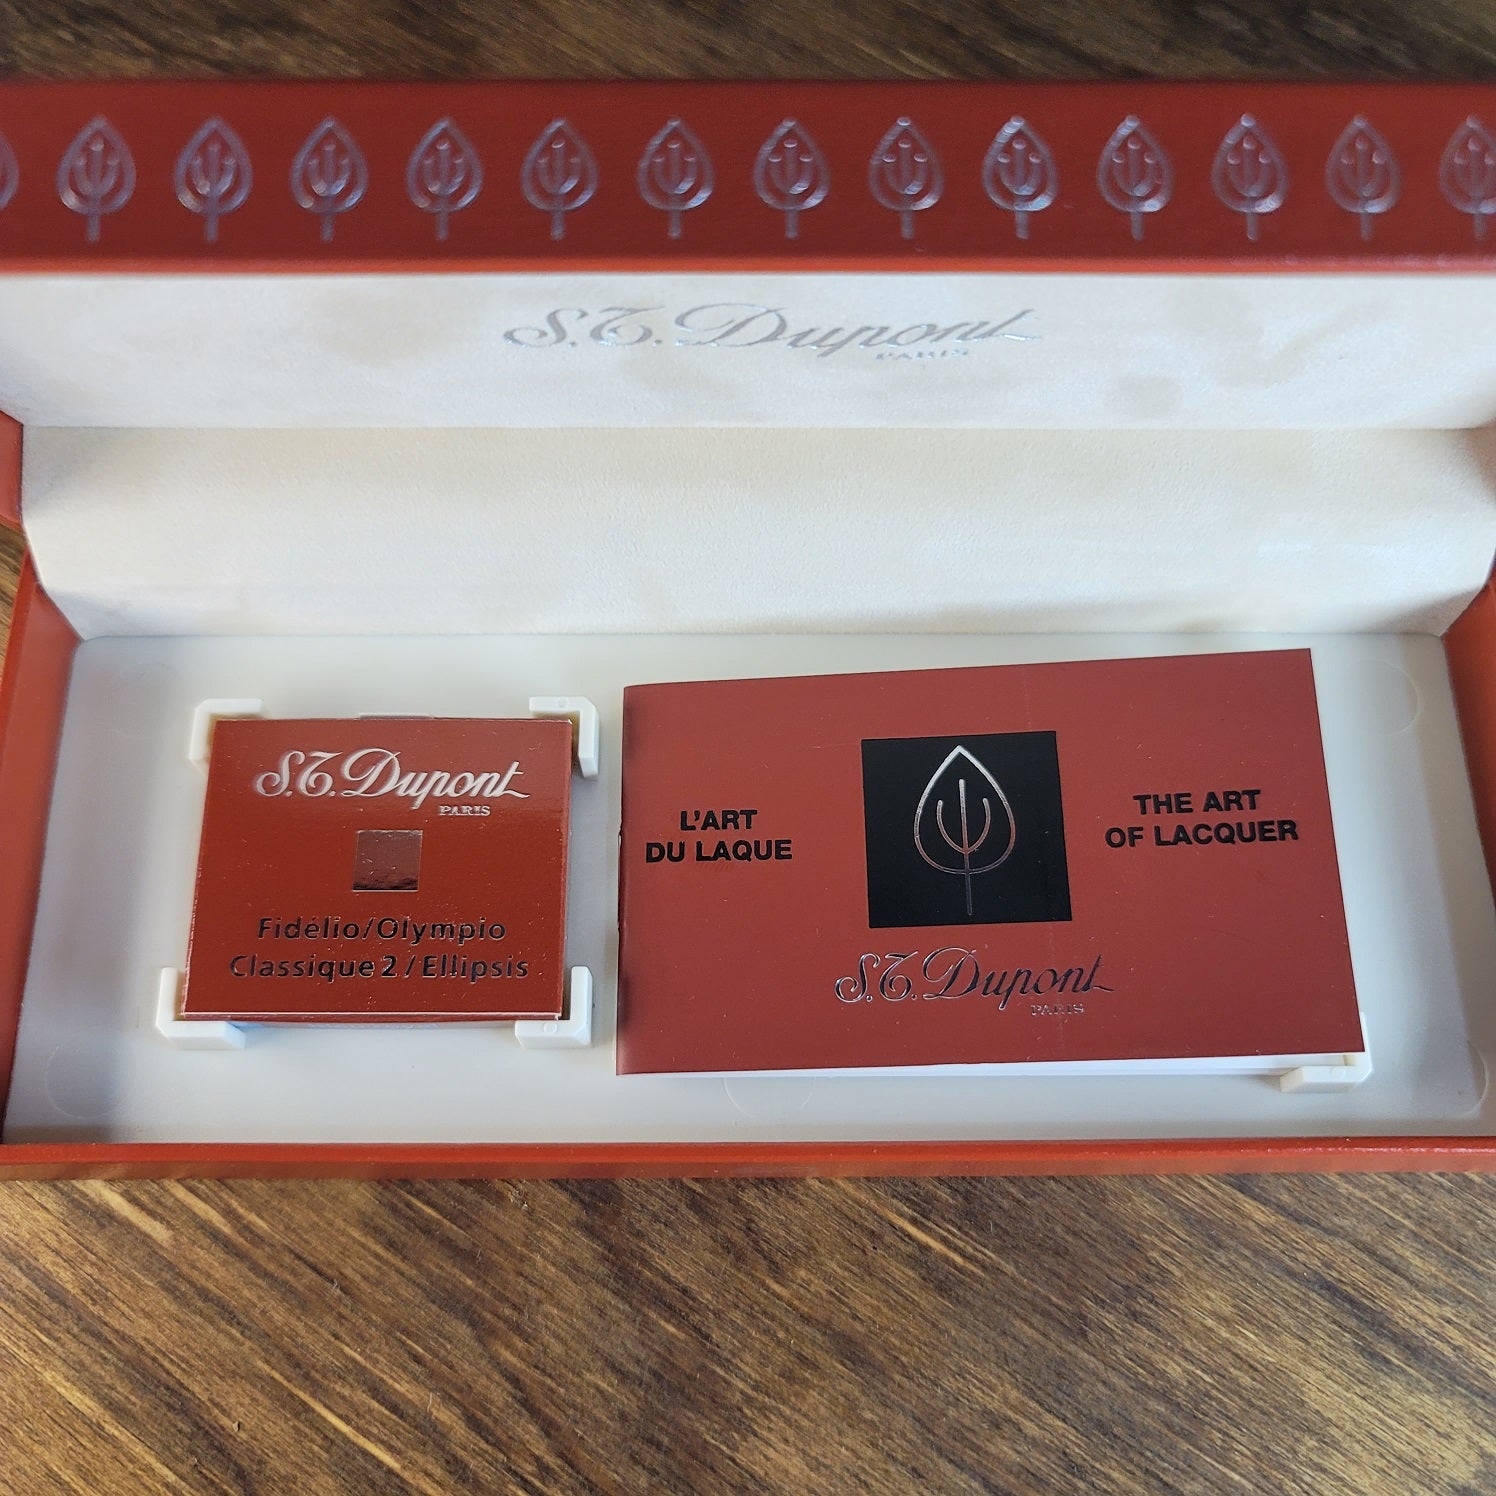 S.T. Dupont
PARIS
S.T. Dupont
PARIS
Fidélio/Olympio
Classique 2 / Ellipsis
L'ART
DU LAQUE
THE ART
OF LACQUER
S.T. Dupont
PARIS